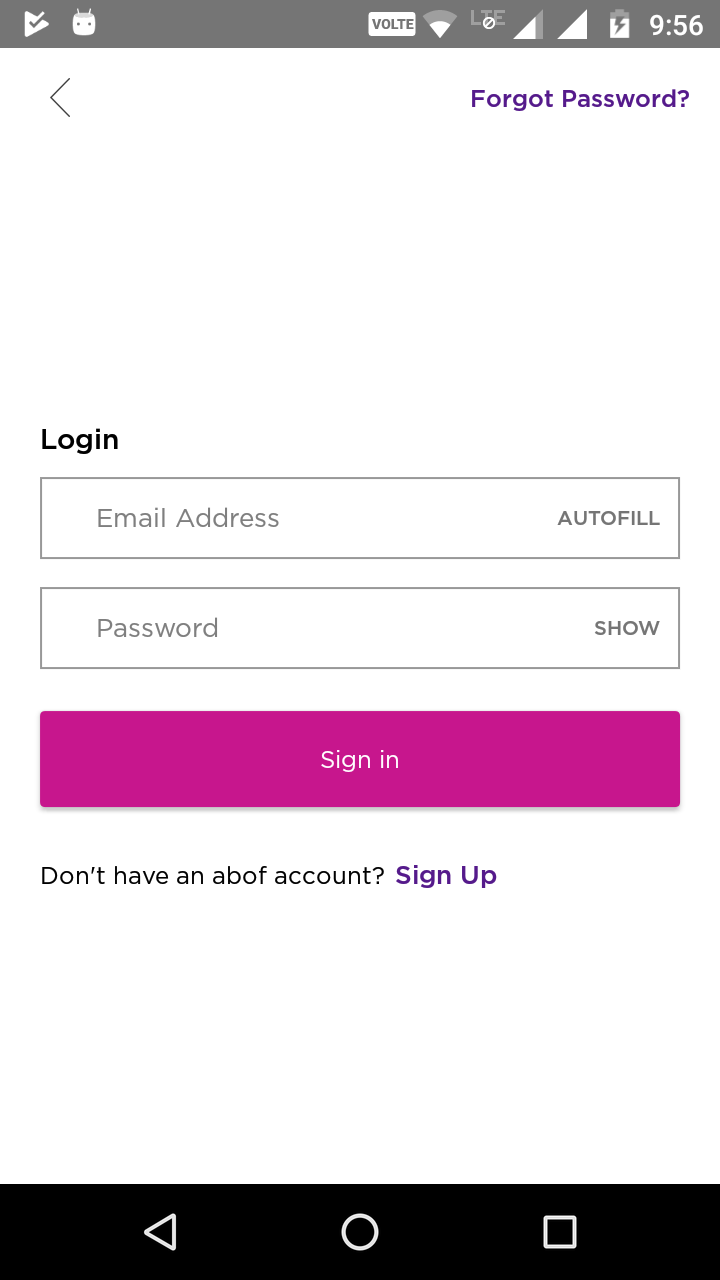 VOLTE LTE 9:56
Forgot Password?
Login
Email Address AUTOFILL
Password SHOW
Sign in
Don't have an abof account? Sign Up